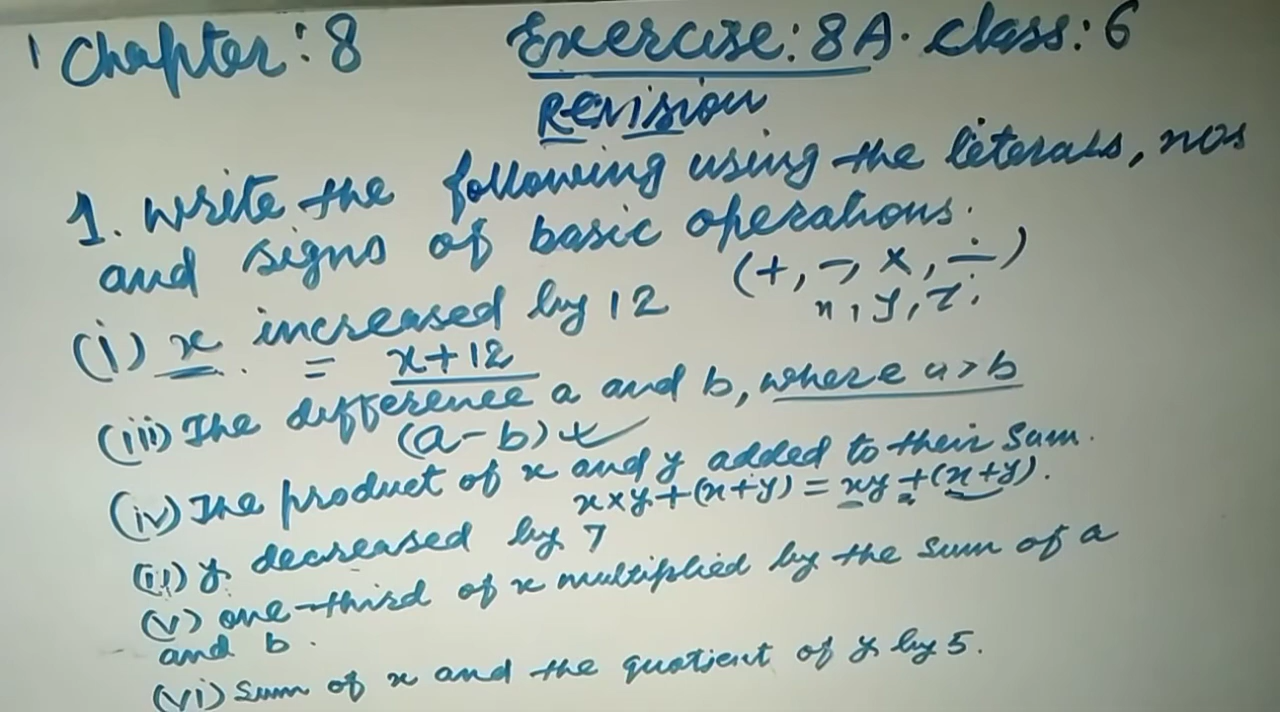 Chapter: 8 Exercise: 8A. class: 6
Revision
1. Write the following using the literals, nos
and signs of basic operations.
(+, -, ×, ÷)
x, y, z.
(i) x increased by 12
= x+12
(iii) The difference a and b, where a>b
(a-b)
(iv) The product of x and y added to their sum.
x×y+(x+y) = xy+(x+y).
(ii) y decreased by 7
(v) one-third of x multiplied by the sum of a
and b.
(vi) Sum of x and the quotient of y by 5.